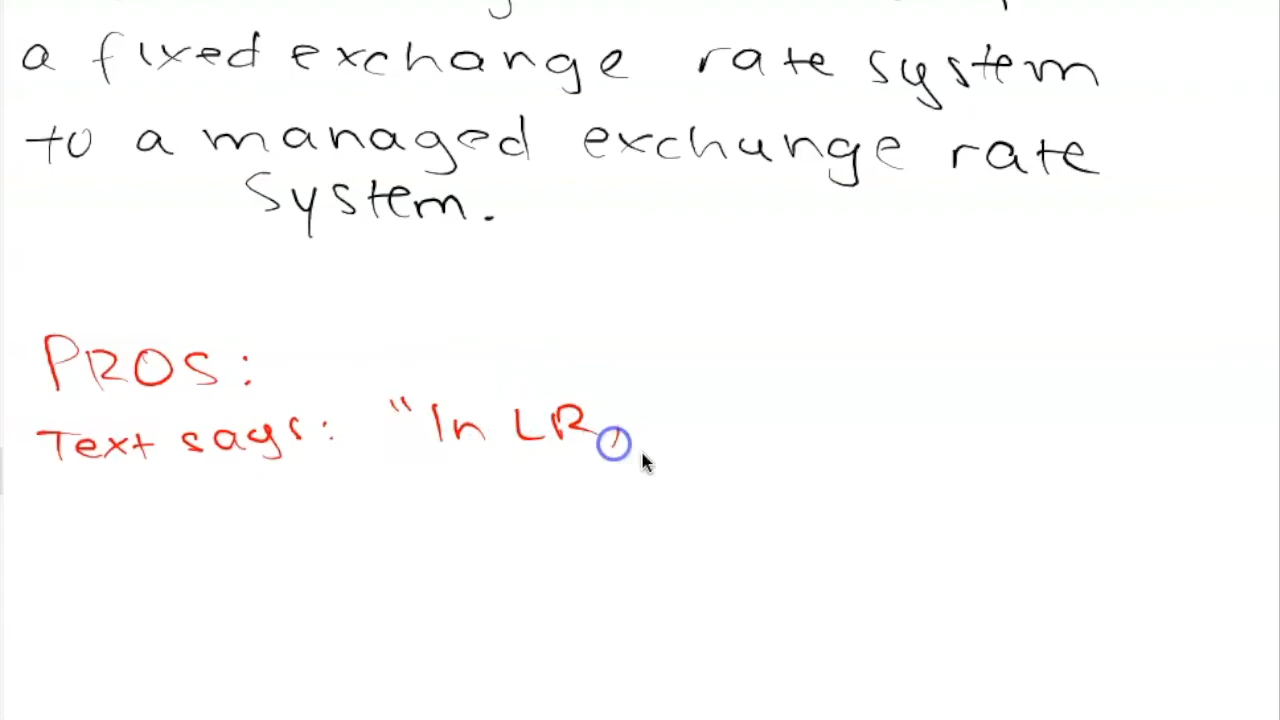 a fixed exchange rate system
to a managed exchange rate
system.
PROS:
Text says: "In LR,